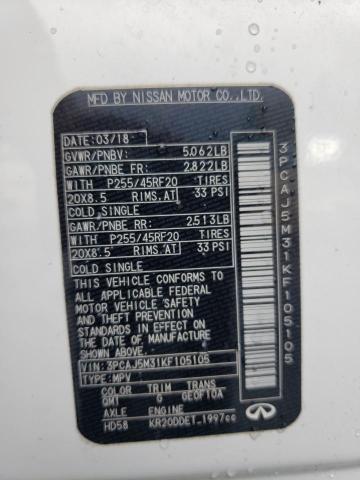 MFD BY NISSAN MOTOR CO.,LTD.
DATE: 03/18
GVWR/PNBV: 5,062LB
GAWR/PNBE FR: 2,822LB
WITH P255/45RF20 TIRES
20X8.5 RIMS.AT 33 PSI
COLD SINGLE
GAWR/PNBE RR: 2,513LB
WITH P255/45RF20 TIRES
20X8.5 RIMS.AT 33 PSI
COLD SINGLE
THIS VEHICLE CONFORMS TO
ALL APPLICABLE FEDERAL
MOTOR VEHICLE SAFETY
AND THEFT PREVENTION
STANDARDS IN EFFECT ON
THE DATE OF MANUFACTURE
SHOWN ABOVE.
VIN: 3PCAJ5M31KF105105
TYPE: MPV
COLOR TRIM TRANS
QM1 G GE0F10A
AXLE ENGINE
HD58 KR20DDET_1997cc
INFINITI
3PCAJ5M31KF105105